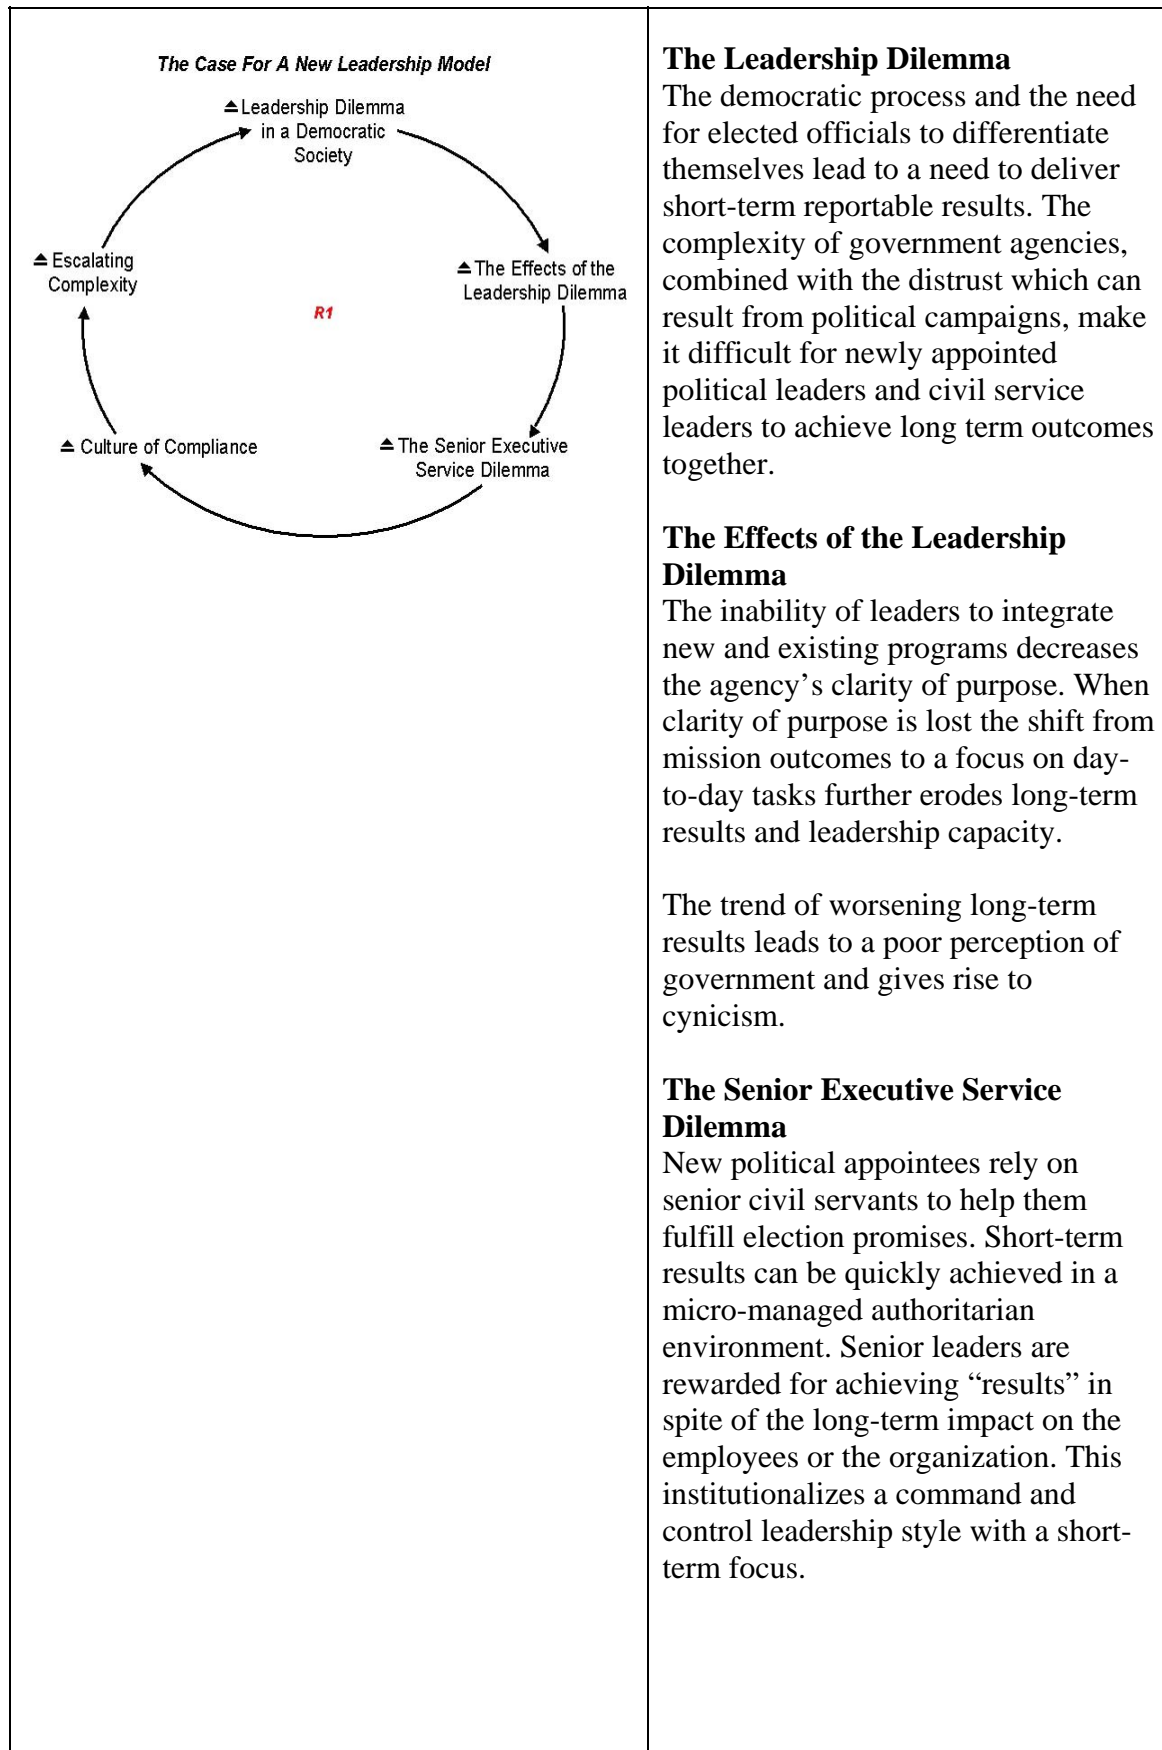 The Case For A New Leadership Model
Leadership Dilemma
in a Democratic
Society
The Effects of the
Leadership Dilemma
The Senior Executive
Service Dilemma
Culture of Compliance
Escalating
Complexity
R1
The Leadership Dilemma
The democratic process and the need
for elected officials to differentiate
themselves lead to a need to deliver
short-term reportable results. The
complexity of government agencies,
combined with the distrust which can
result from political campaigns, make
it difficult for newly appointed
political leaders and civil service
leaders to achieve long term outcomes
together.
The Effects of the Leadership
Dilemma
The inability of leaders to integrate
new and existing programs decreases
the agency’s clarity of purpose. When
clarity of purpose is lost the shift from
mission outcomes to a focus on day-
to-day tasks further erodes long-term
results and leadership capacity.
The trend of worsening long-term
results leads to a poor perception of
government and gives rise to
cynicism.
The Senior Executive Service
Dilemma
New political appointees rely on
senior civil servants to help them
fulfill election promises. Short-term
results can be quickly achieved in a
micro-managed authoritarian
environment. Senior leaders are
rewarded for achieving “results” in
spite of the long-term impact on the
employees or the organization. This
institutionalizes a command and
control leadership style with a short-
term focus.